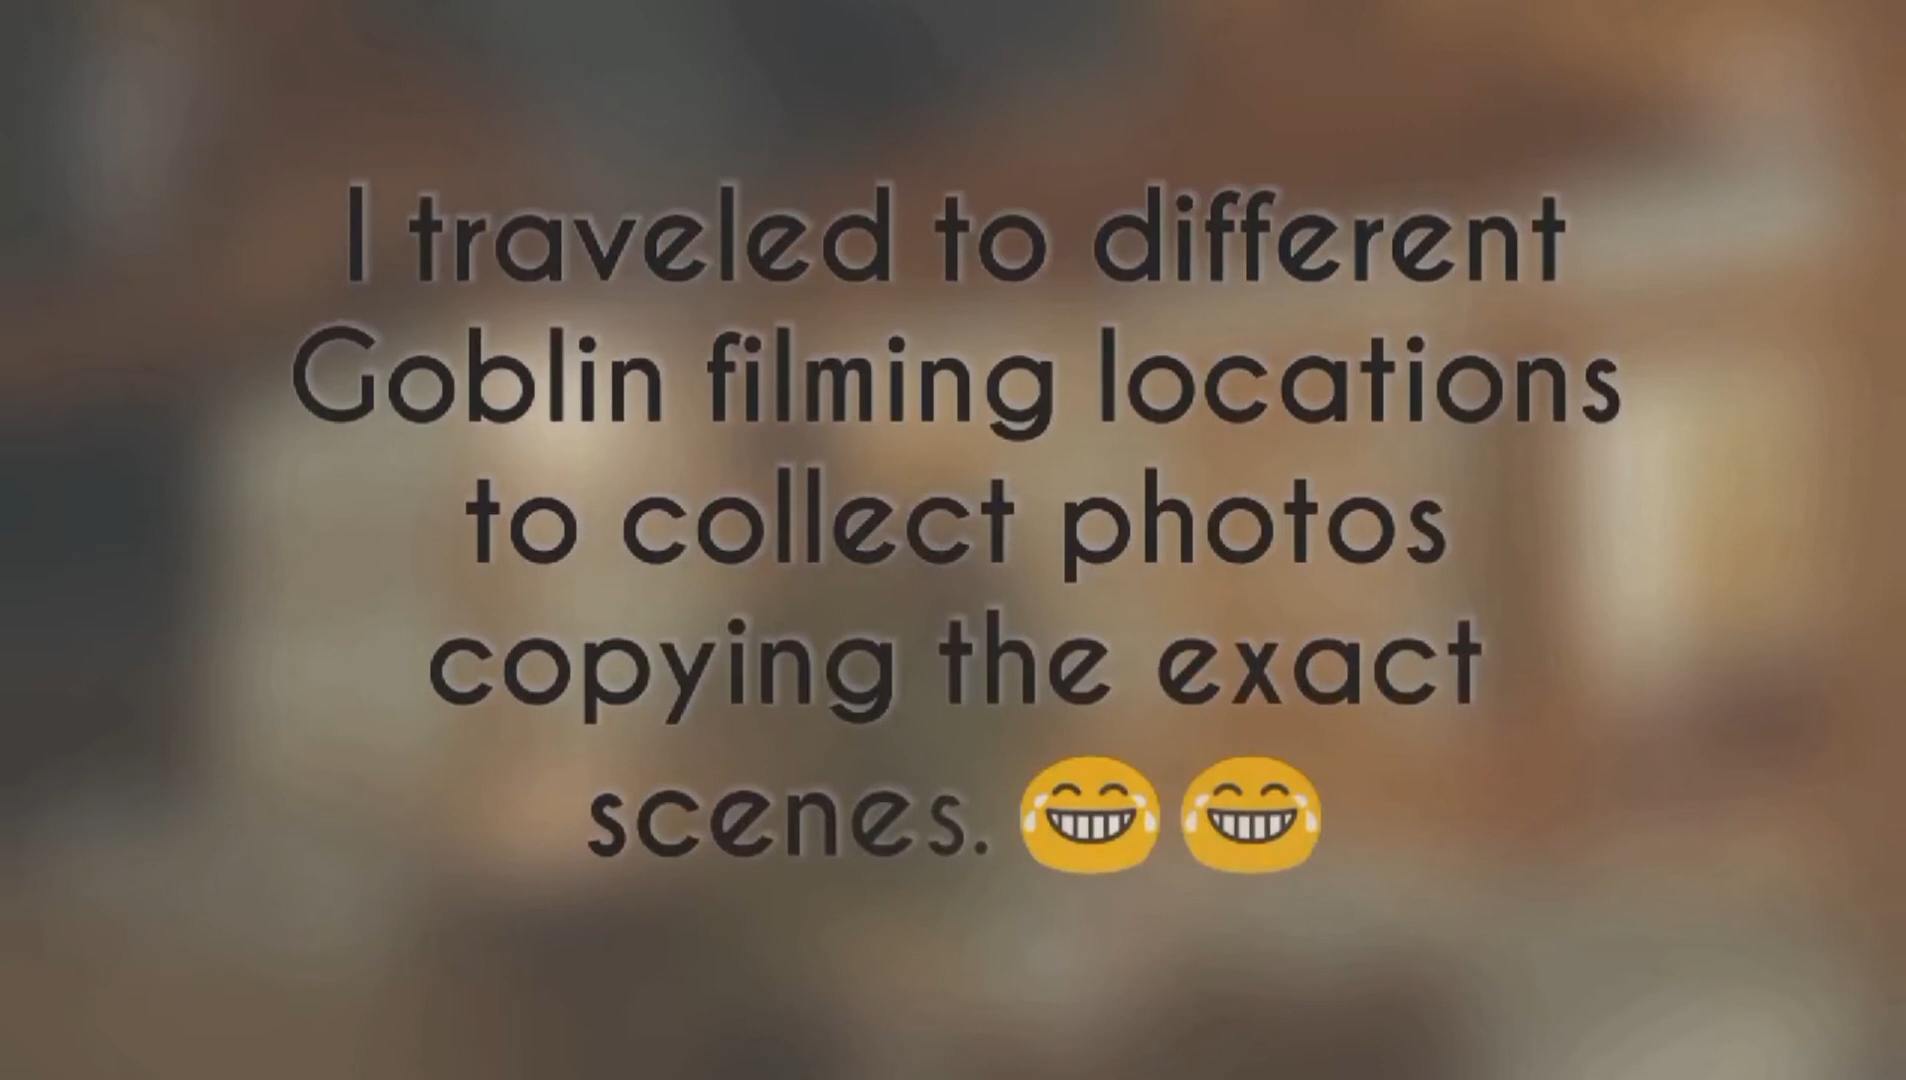 I traveled to different
Goblin filming locations
to collect photos
copying the exact
scenes. 😂😂